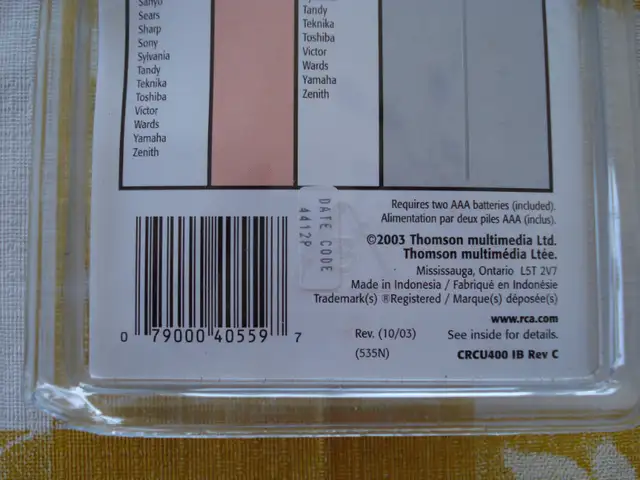 Sanyo
Sears
Sharp
Sony
Sylvania
Tandy
Teknika
Toshiba
Victor
Wards
Yamaha
Zenith
Tandy
Teknika
Toshiba
Victor
Wards
Yamaha
Zenith
DATE CODE
4412P
Requires two AAA batteries (included).
Alimentation par deux piles AAA (inclus).
©2003 Thomson multimedia Ltd.
Thomson multimédia Ltée.
Mississauga, Ontario L5T 2V7
Made in Indonesia / Fabriqué en Indonésie
Trademark(s) ®Registered / Marque(s) déposée(s)
www.rca.com
Rev. (10/03) See inside for details.
(535N) CRCU400 IB Rev C
0 79000 40559 7